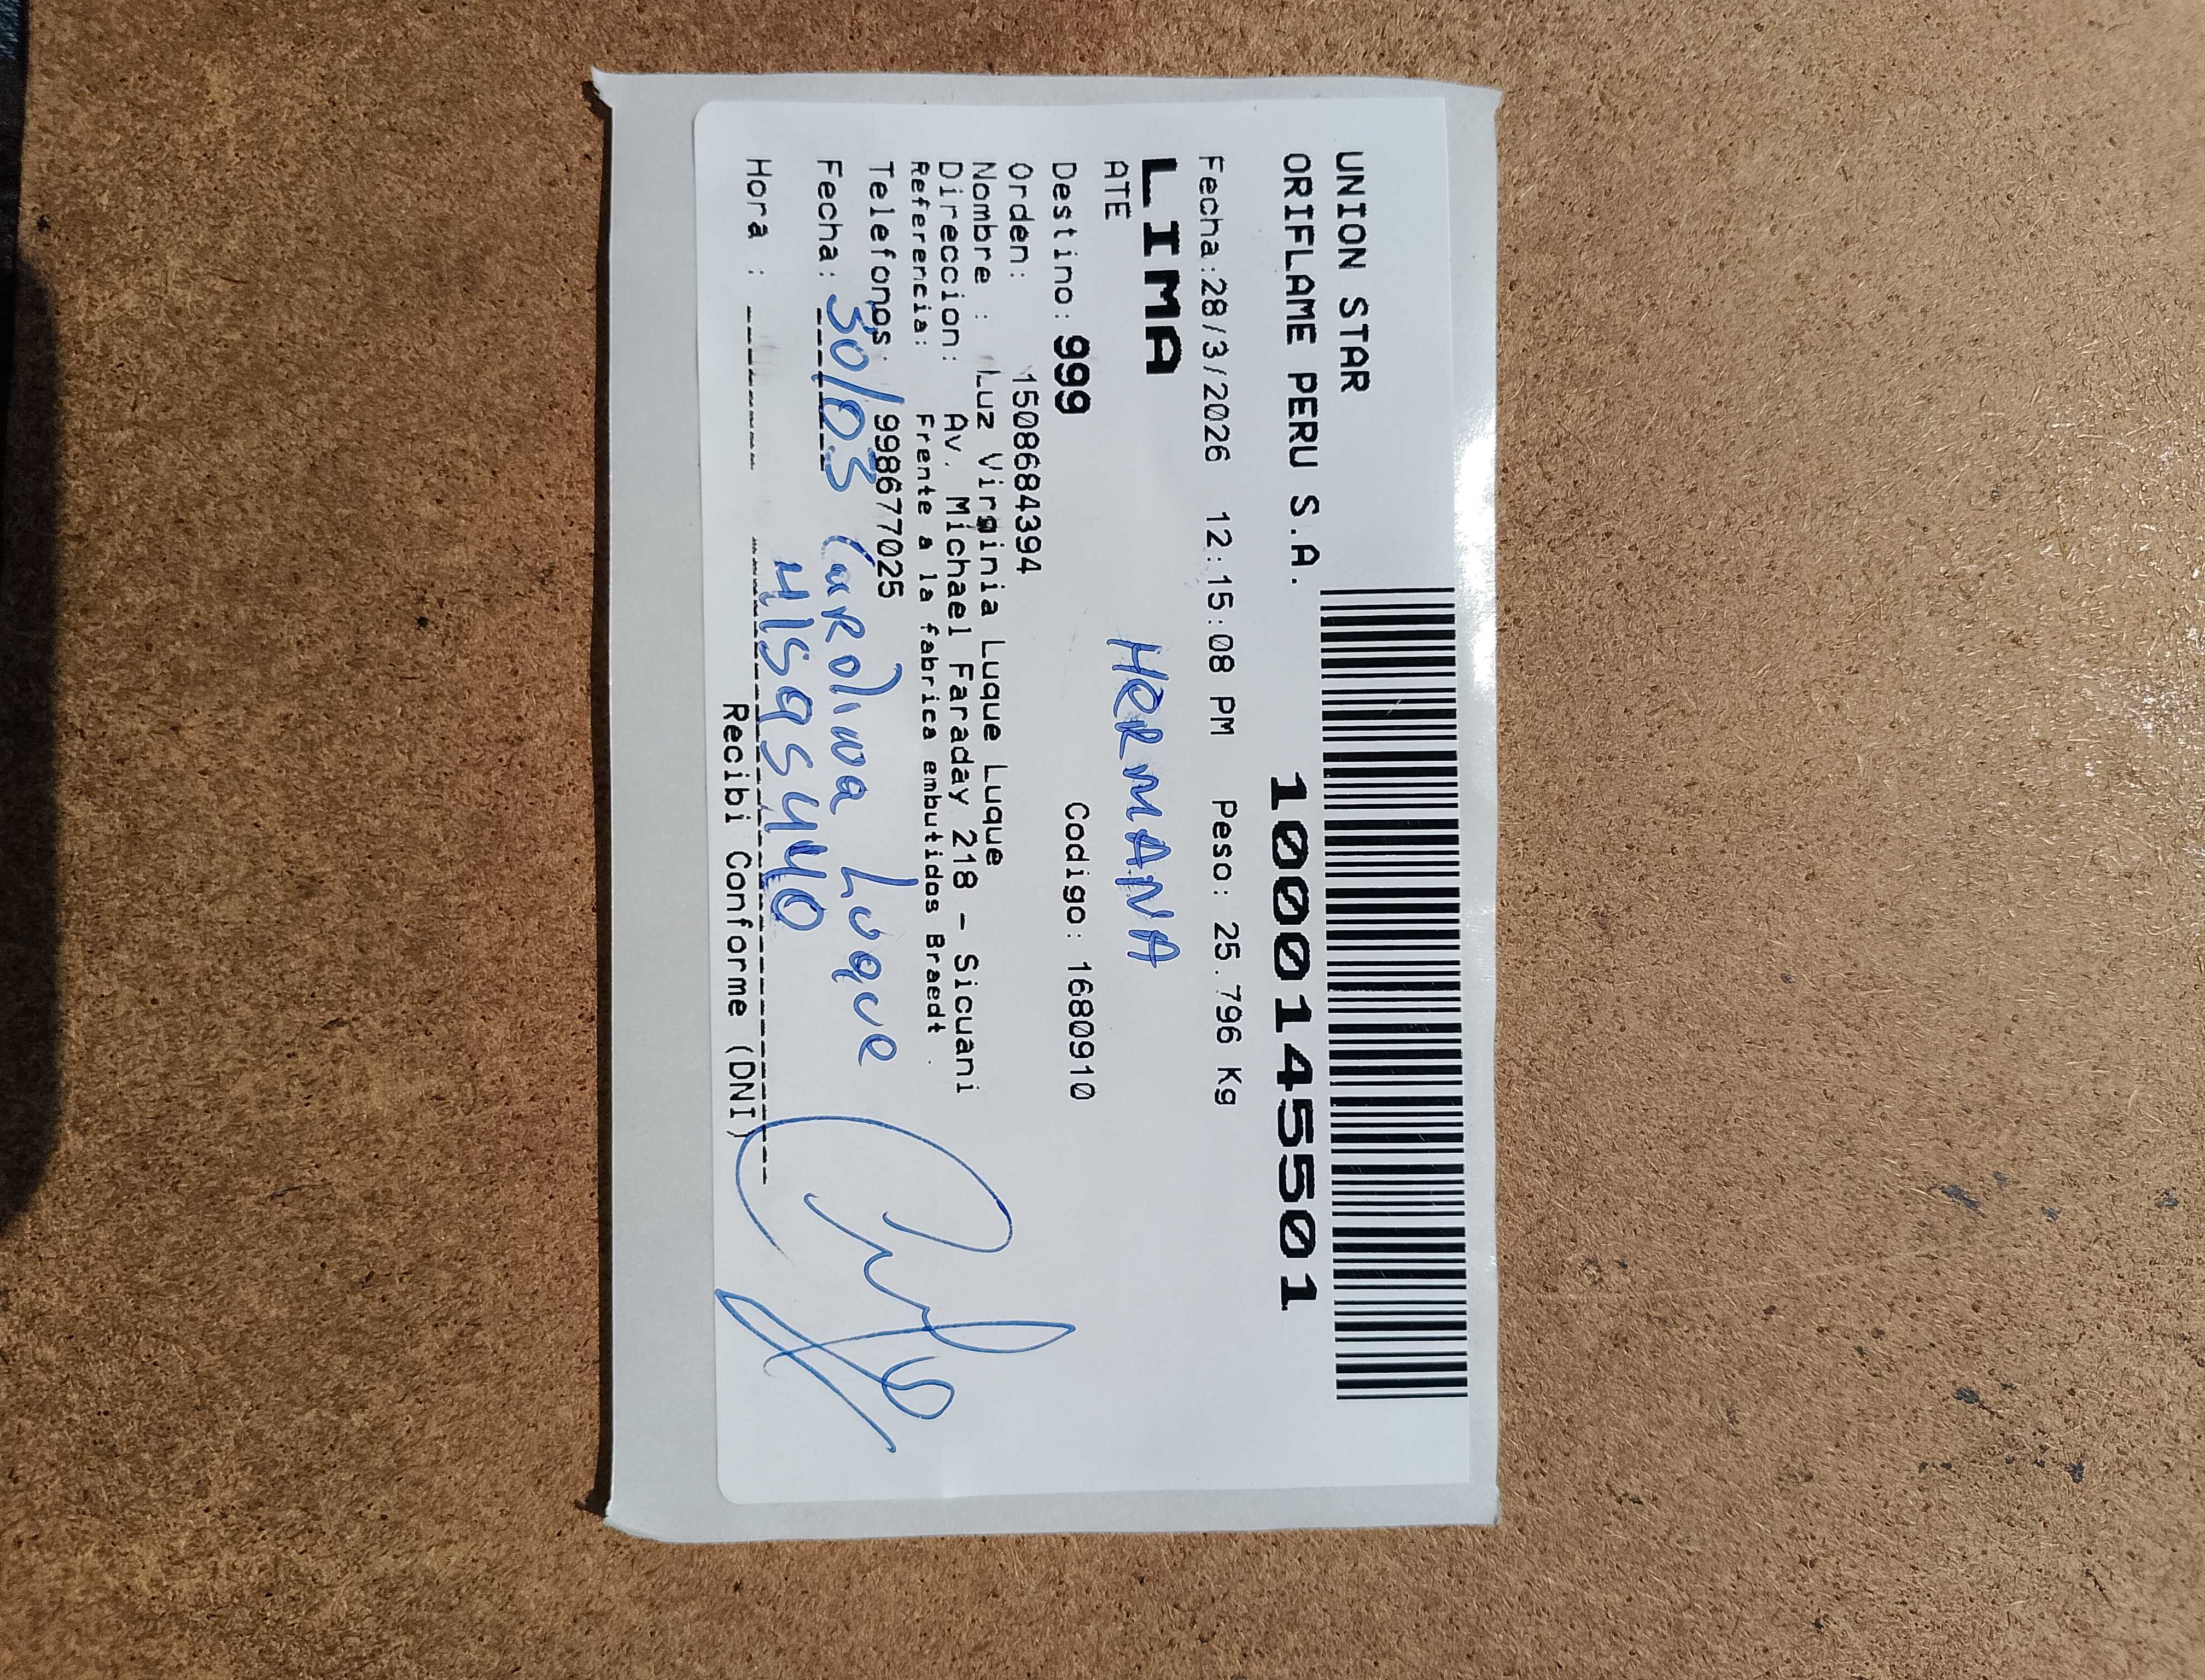 UNION STAR
ORIFLAME PERU S.A.
10001455501
Fecha:28/3/2026 12:15:08 PM Peso: 25.796 Kg
LIMA
ATE
HERMANA
Destino: 999 Codigo: 1680910
Orden: 1508684394
Nombre : Luz Virginia Luque Luque
Direccion: Av. Michael Faraday 218 - Sicuani
Referencia: Frente a la fabrica embutidos Braedt .
Telefonos: 998677025
Fecha: 30/03 Carolina Luque
41595440
Hora :
Recibi Conforme (DNI)